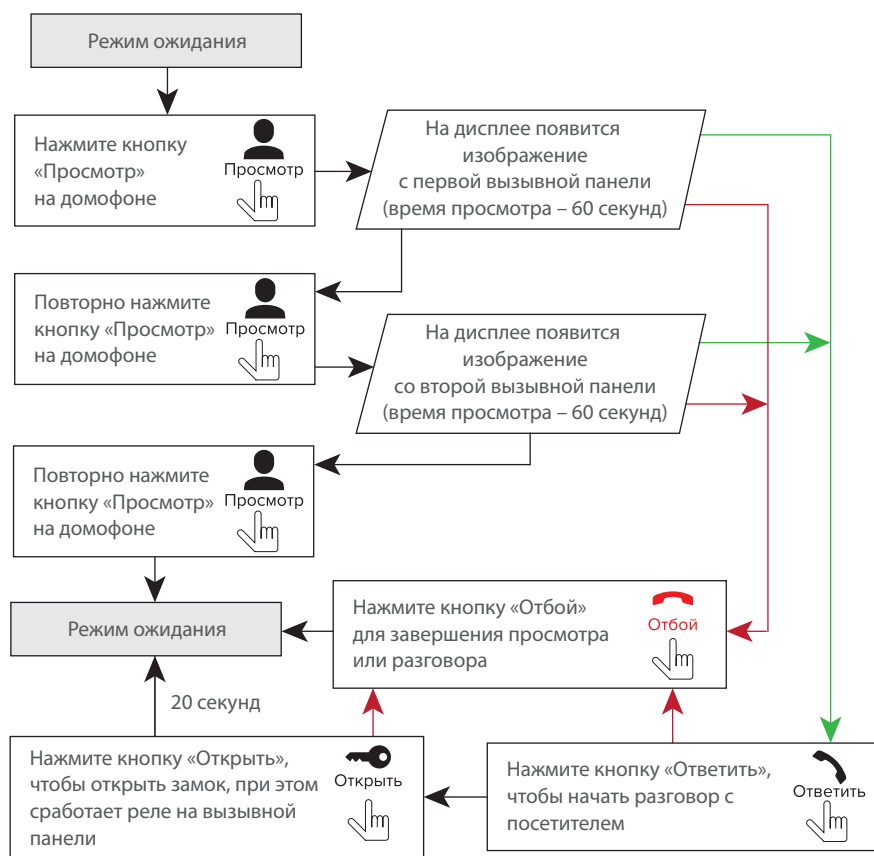 Режим ожидания
Нажмите кнопку
«Просмотр»
на домофоне
Просмотр
На дисплее появится
изображение
с первой вызывной панели
(время просмотра – 60 секунд)
Повторно нажмите
кнопку «Просмотр»
на домофоне
Просмотр
На дисплее появится
изображение
со второй вызывной панели
(время просмотра – 60 секунд)
Повторно нажмите
кнопку «Просмотр»
на домофоне
Просмотр
Режим ожидания
Нажмите кнопку «Отбой»
для завершения просмотра
или разговора
Отбой
20 секунд
Нажмите кнопку «Открыть»,
чтобы открыть замок, при этом
сработает реле на вызывной
панели
Открыть
Нажмите кнопку «Ответить»,
чтобы начать разговор с
посетителем
Ответить